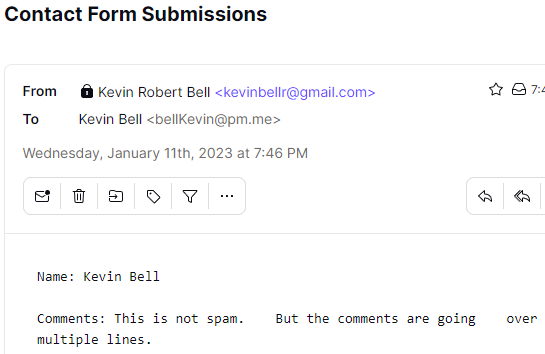 Contact Form Submissions
From Kevin Robert Bell <kevinbellr@gmail.com>
To Kevin Bell <bellKevin@pm.me>
Wednesday, January 11th, 2023 at 7:46 PM
Name: Kevin Bell
Comments: This is not spam.    But the comments are going    over
multiple lines.